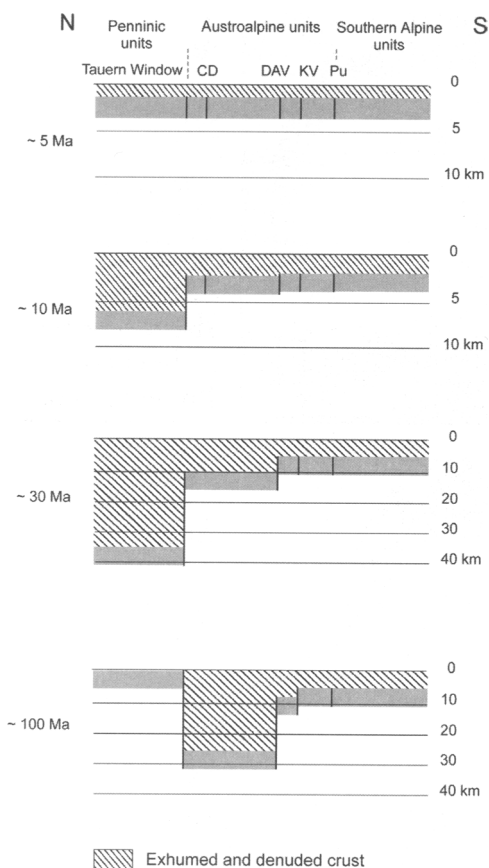 N Penninic units Austroalpine units Southern Alpine units S
Tauern Window CD DAV KV Pu
0
5
~ 5 Ma
10 km
0
5
~ 10 Ma
10 km
0
10
~ 30 Ma
20
30
40 km
0
10
~ 100 Ma
20
30
40 km
Exhumed and denuded crust